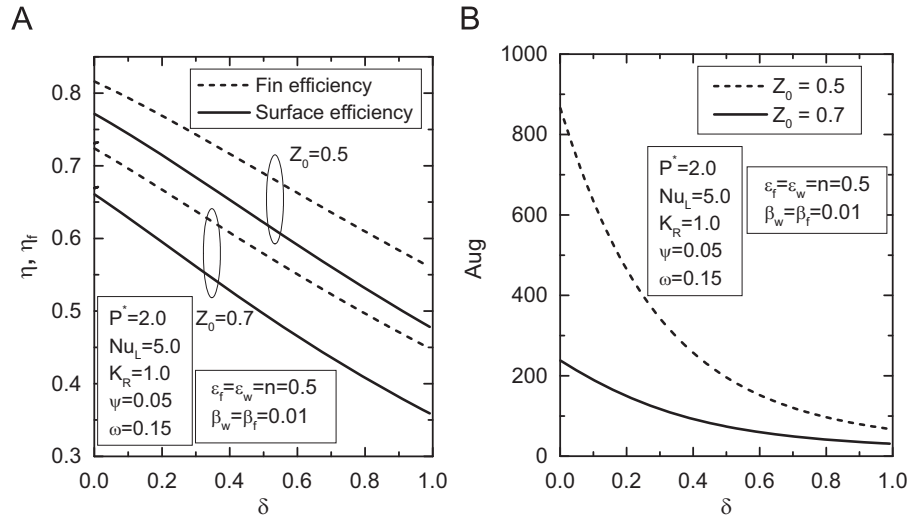 A
B
0.8
0.7
0.6
0.5
0.4
0.3
η, η_f
Fin efficiency
Surface efficiency
Z_0=0.5
Z_0=0.7
P^*=2.0
Nu_L=5.0
K_R=1.0
ψ=0.05
ω=0.15
ε_f=ε_w=n=0.5
β_w=β_f=0.01
0.0 0.2 0.4 0.6 0.8 1.0
δ
1000
800
600
400
200
0
Aug
Z_0 = 0.5
Z_0 = 0.7
P^*=2.0
Nu_L=5.0
K_R=1.0
ψ=0.05
ω=0.15
ε_f=ε_w=n=0.5
β_w=β_f=0.01
0.0 0.2 0.4 0.6 0.8 1.0
δ